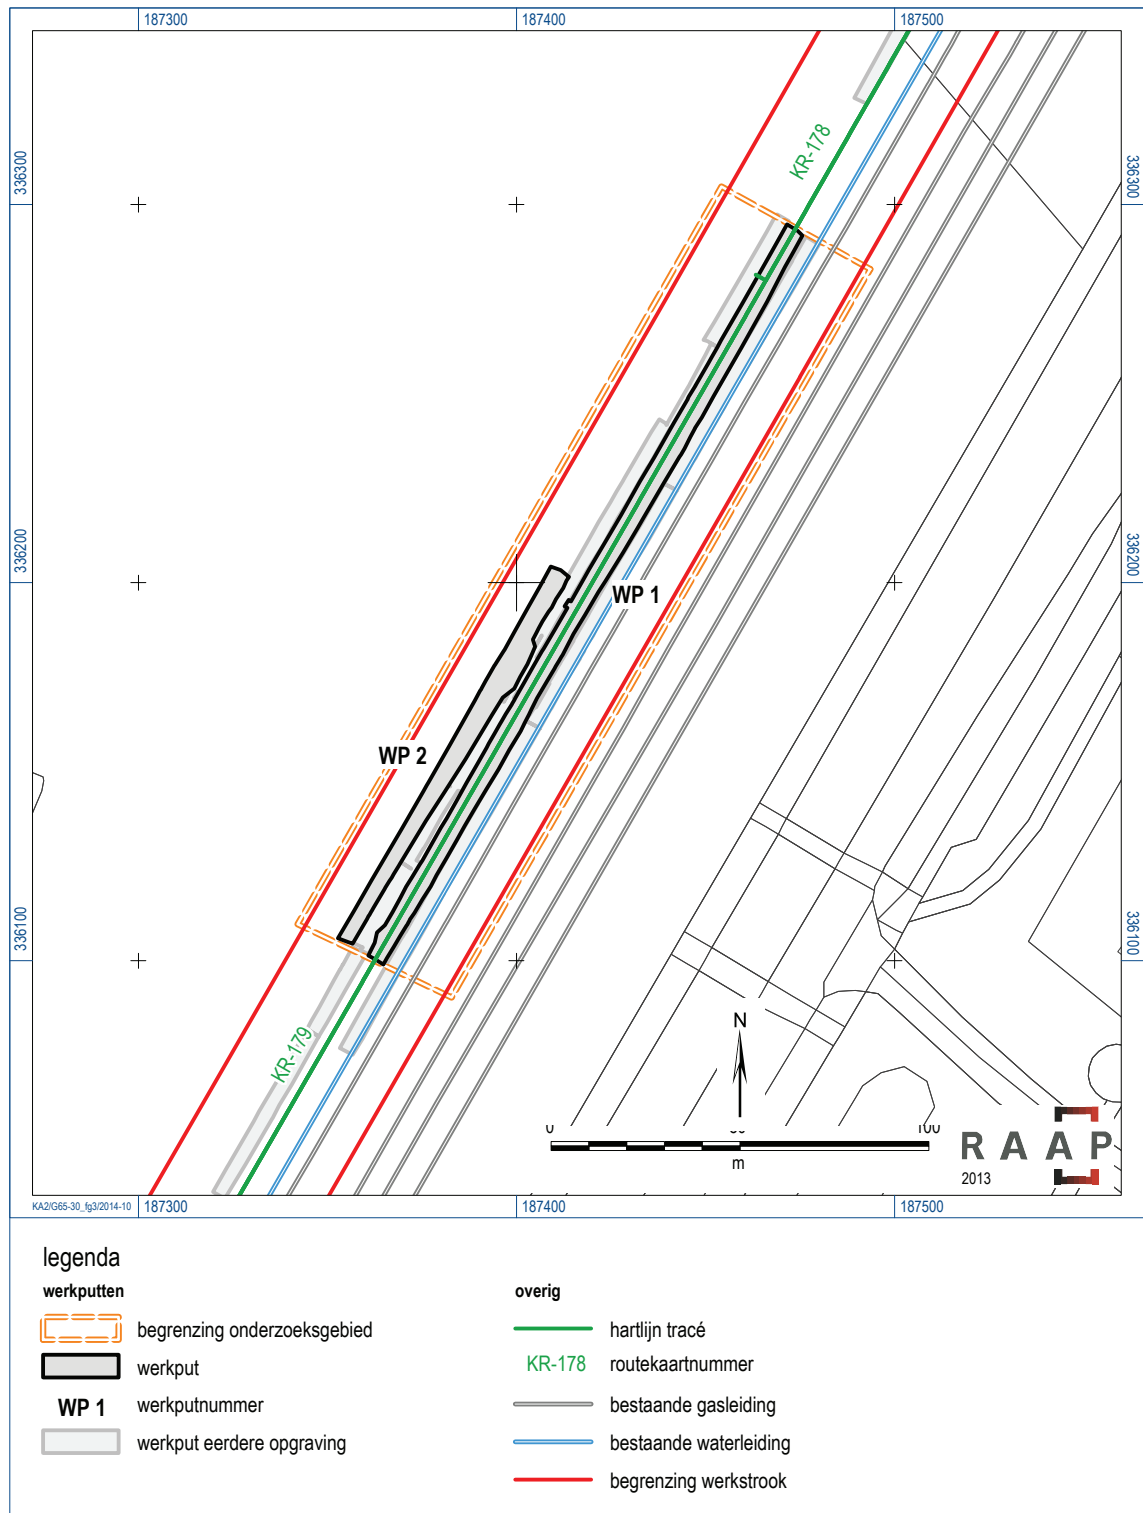 187300 187400 187500
336300
336300
KR-178
336200
336200
WP 1
WP 2
336100
336100
KR-179
N
0 50 100
m
RAAP
2013
KA2/G65-30_fg3/2014-10
187300 187400 187500
legenda
werkputten
begrenzing onderzoeksgebied
werkput
WP 1 werkputnummer
werkput eerdere opgraving
overig
hartlijn tracé
KR-178 routekaartnummer
bestaande gasleiding
bestaande waterleiding
begrenzing werkstrook